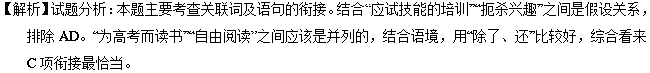 【解析】试题分析：本题主要考查关联词及语句的衔接。结合“应试技能的培训”“扼杀兴趣”之间是假设关系，
排除 AD。“为高考而读书”“自由阅读”之间应该是并列的，结合语境，用“除了、还”比较好，综合看来
C 项衔接最恰当。